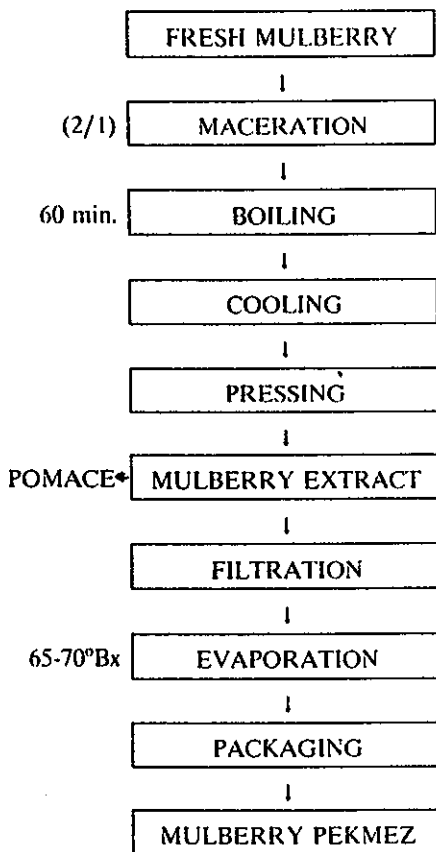 FRESH MULBERRY
↓
(2/1) MACERATION
↓
60 min. BOILING
↓
COOLING
↓
PRESSING
↓
POMACE← MULBERRY EXTRACT
↓
FILTRATION
↓
65-70°Bx EVAPORATION
↓
PACKAGING
↓
MULBERRY PEKMEZ